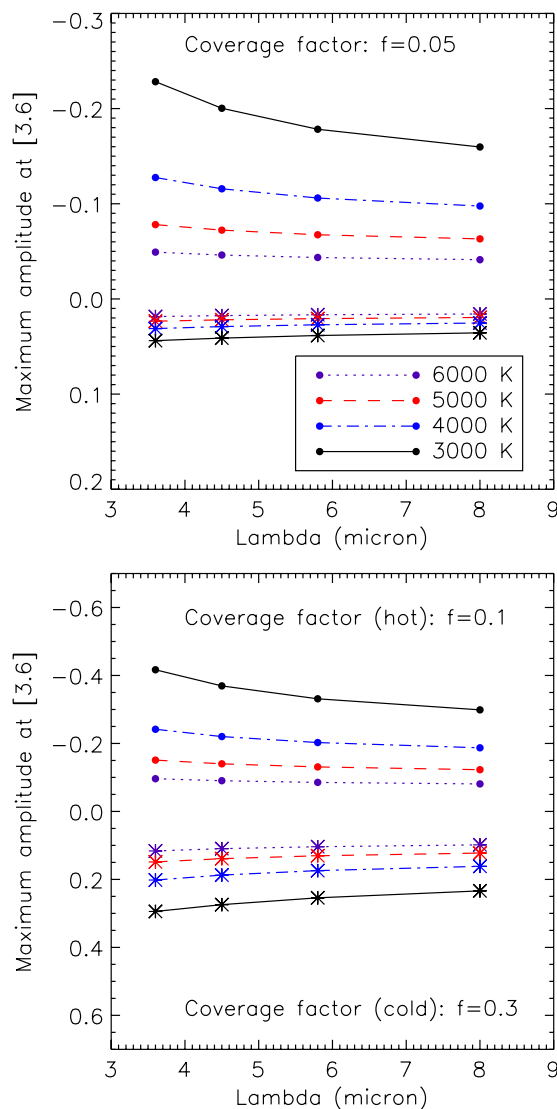 Coverage factor: f=0.05
Maximum amplitude at [3.6]
-0.3
-0.2
-0.1
0.0
0.1
0.2
6000 K
5000 K
4000 K
3000 K
3 4 5 6 7 8 9
Lambda (micron)
Coverage factor (hot): f=0.1
Maximum amplitude at [3.6]
-0.6
-0.4
-0.2
0.0
0.2
0.4
0.6
Coverage factor (cold): f=0.3
3 4 5 6 7 8 9
Lambda (micron)